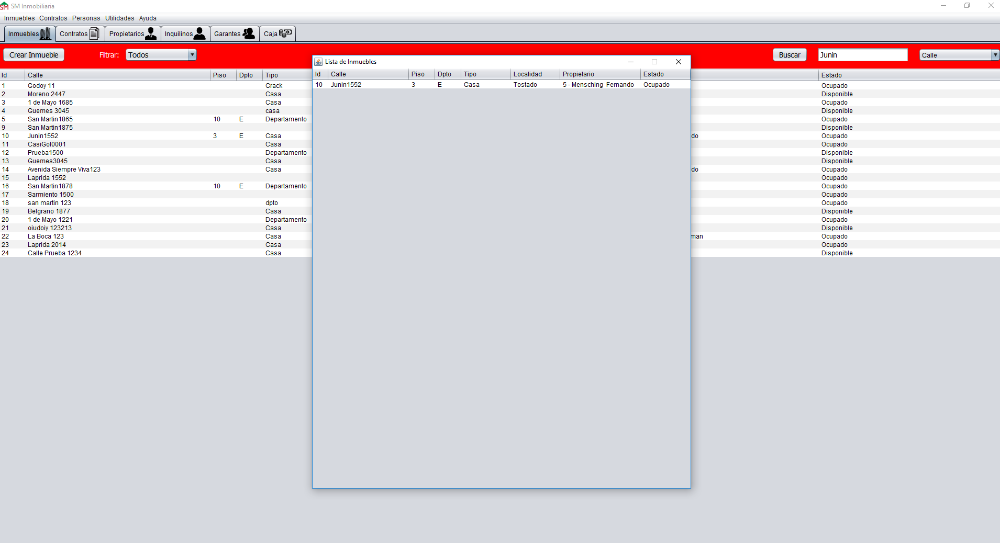 SM SM Inmobiliaria
Inmuebles Contratos Personas Utilidades Ayuda
Inmuebles Contratos Propietarios Inquilinos Garantes Caja
Crear Inmueble Filtrar: Todos Buscar Junin Calle
Id Calle Piso Dpto Tipo Estado
1 Godoy 11 Crack Ocupado
2 Moreno 2447 Casa Disponible
3 1 de Mayo 1685 Casa Ocupado
4 Guemes 3045 casa Disponible
5 San Martin1865 10 E Departamento Ocupado
9 San Martin1875 Disponible
10 Junin1552 3 E Casa do Ocupado
11 CasiGol0001 Casa Ocupado
12 Prueba1500 Departamento Disponible
13 Guemes3045 Casa Disponible
14 Avenida Siempre Viva123 Casa do Ocupado
15 Laprida 1552 Ocupado
16 San Martin1878 10 E Departamento Ocupado
17 Sarmiento 1500 Ocupado
18 san martin 123 dpto Ocupado
19 Belgrano 1877 Casa Disponible
20 1 de Mayo 1221 Departamento Ocupado
21 oiudoiy 123213 Casa Disponible
22 La Boca 123 Casa man Ocupado
23 Laprida 2014 Casa Ocupado
24 Calle Prueba 1234 Casa Disponible
Lista de Inmuebles
Id Calle Piso Dpto Tipo Localidad Propietario Estado
10 Junin1552 3 E Casa Tostado 5 - Mensching Fernando Ocupado